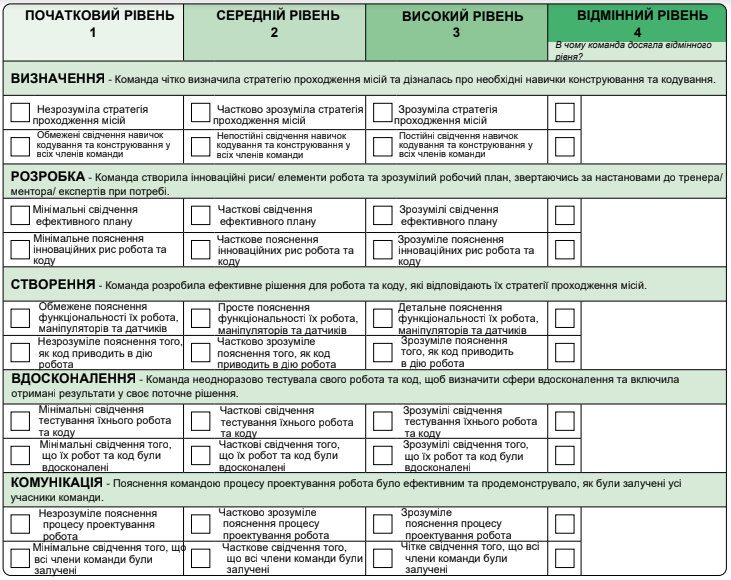 ПОЧАТКОВИЙ РІВЕНЬ
1
СЕРЕДНІЙ РІВЕНЬ
2
ВИСОКИЙ РІВЕНЬ
3
ВІДМІННИЙ РІВЕНЬ
4
В чому команда досягла відмінного
рівня?
ВИЗНАЧЕННЯ - Команда чітко визначила стратегію проходження місій та дізналась про необхідні навички конструювання та кодування.
Незрозуміла стратегія
проходження місій
Частково зрозуміла стратегія
проходження місій
Зрозуміла стратегія
проходження місій
Обмежені свідчення навичок
кодування та конструювання у
всіх членів команди
Непостійні свідчення навичок
кодування та конструювання у
всіх членів команди
Постійні свідчення навичок
кодування та конструювання у
всіх членів команди
РОЗРОБКА - Команда створила інноваційні риси/ елементи робота та зрозумілий робочий план, звертаючись за настановами до тренера/
ментора/ експертів при потребі.
Мінімальні свідчення
ефективного плану
Часткові свідчення
ефективного плану
Зрозумілі свідчення
ефективного плану
Мінімальне пояснення
інноваційних рис робота та
коду
Часткове пояснення
інноваційних рис робота та
коду
Зрозуміле пояснення
інноваційних рис робота та
коду
СТВОРЕННЯ - Команда розробила ефективне рішення для робота та коду, які відповідають їх стратегії проходження місій.
Обмежене пояснення
функціональності їх робота,
маніпуляторів та датчиків
Просте пояснення
функціональності їх робота,
маніпуляторів та датчиків
Детальне пояснення
функціональності їх робота,
маніпуляторів та датчиків
Незрозуміле пояснення того,
як код приводить в дію
робота
Частково зрозуміле
пояснення того, як код
приводить в дію робота
Зрозуміле пояснення
того, як код приводить
в дію робота
ВДОСКОНАЛЕННЯ - Команда неодноразово тестувала свого робота та код, щоб визначити сфери вдосконалення та включила
отримані результати у своє поточне рішення.
Мінімальні свідчення
тестування їхнього робота
та коду
Часткові свідчення
тестування їхнього робота
та коду
Зрозумілі свідчення
тестування їхнього робота
та коду
Мінімальні свідчення того,
що їх робот та код були
вдосконалені
Часткові свідчення того,
що їх робот та код були
вдосконалені
Зрозумілі свідчення того,
що їх робот та код були
вдосконалені
КОМУНІКАЦІЯ - Пояснення командою процесу проектування робота було ефективним та продемонструвало, як були залучені усі
учасники команди.
Незрозуміле пояснення
процесу проектування
робота
Частково зрозуміле
пояснення процесу
проектування робота
Зрозуміле
пояснення процесу
проектування робота
Мінімальне свідчення того, що
всі члени команди були
залучені
Часткове свідчення того,
що всі члени команди були
залучені
Чітке свідчення того, що всі
члени команди були
залучені